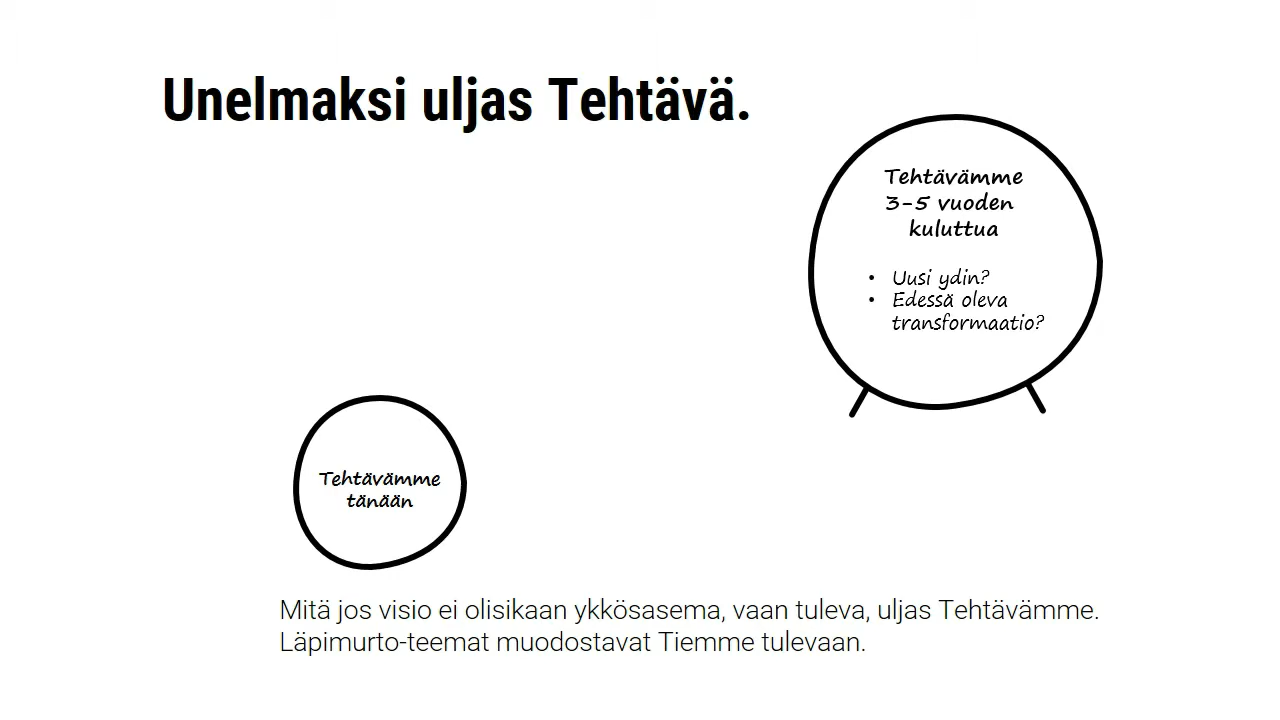 Unelmaksi uljas Tehtävä.
Tehtävämme
3-5 vuoden
kuluttua
• Uusi ydin?
• Edessä oleva
transformaatio?
Tehtävämme
tänään
Mitä jos visio ei olisikaan ykkösasema, vaan tuleva, uljas Tehtävämme.
Läpimurto-teemat muodostavat Tiemme tulevaan.